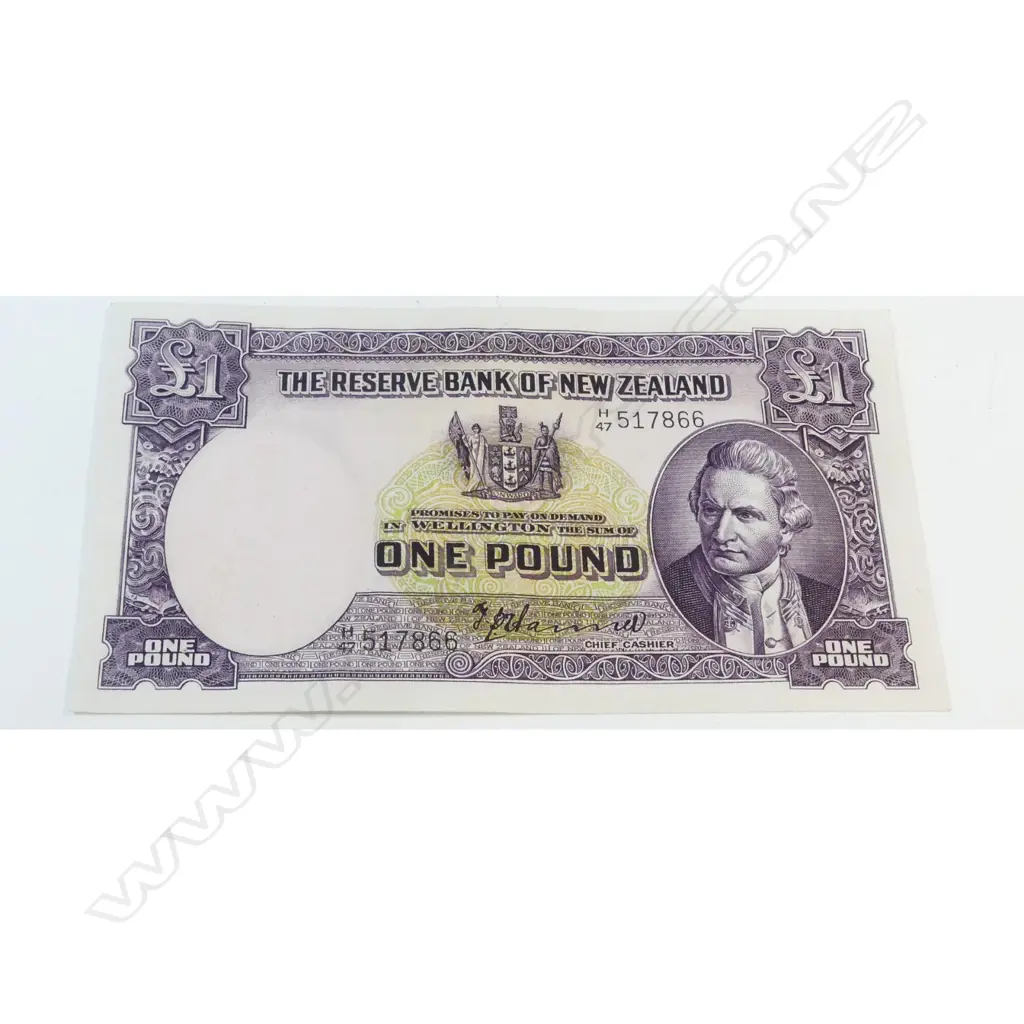 £1
£1
THE RESERVE BANK OF NEW ZEALAND
H/47 517866
ONWARD
PROMISES TO PAY ON DEMAND
IN WELLINGTON THE SUM OF
ONE POUND
H/47 517866
CHIEF CASHIER
ONE
POUND
ONE
POUND